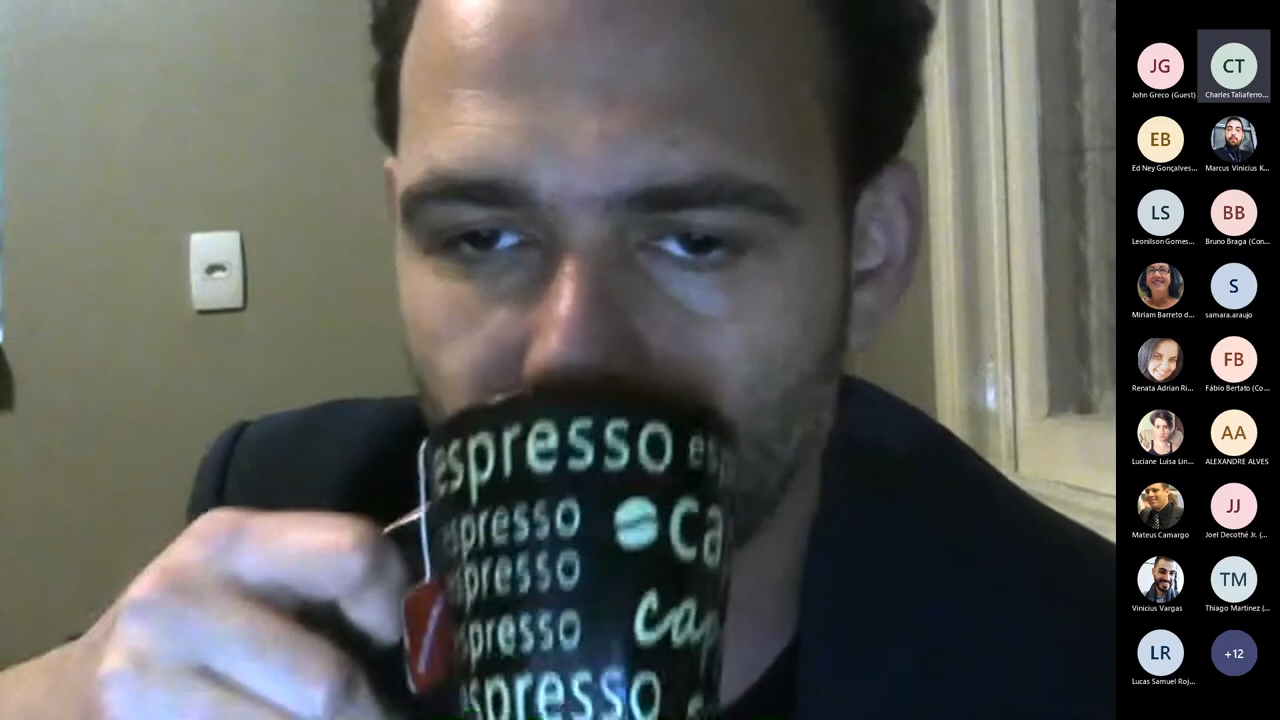 espresso es
espresso
ca
espresso
espresso
cap
espresso
JG
CT
John Greco (Guest)
Charles Taliaferro...
EB
Ed Ney Gonçalves...
Marcus Vinicius K...
LS
BB
Leonilson Gomes...
Bruno Braga (Con...
S
Miriam Barreto d...
samara.araujo
FB
Renata Adrian Ri...
Fábio Bertato (Co...
AA
Luciane Luisa Lin...
ALEXANDRE ALVES
JJ
Mateus Camargo
Joel Decothé Jr. (...
TM
Vinicius Vargas
Thiago Martinez (...
LR
+12
Lucas Samuel Roj...